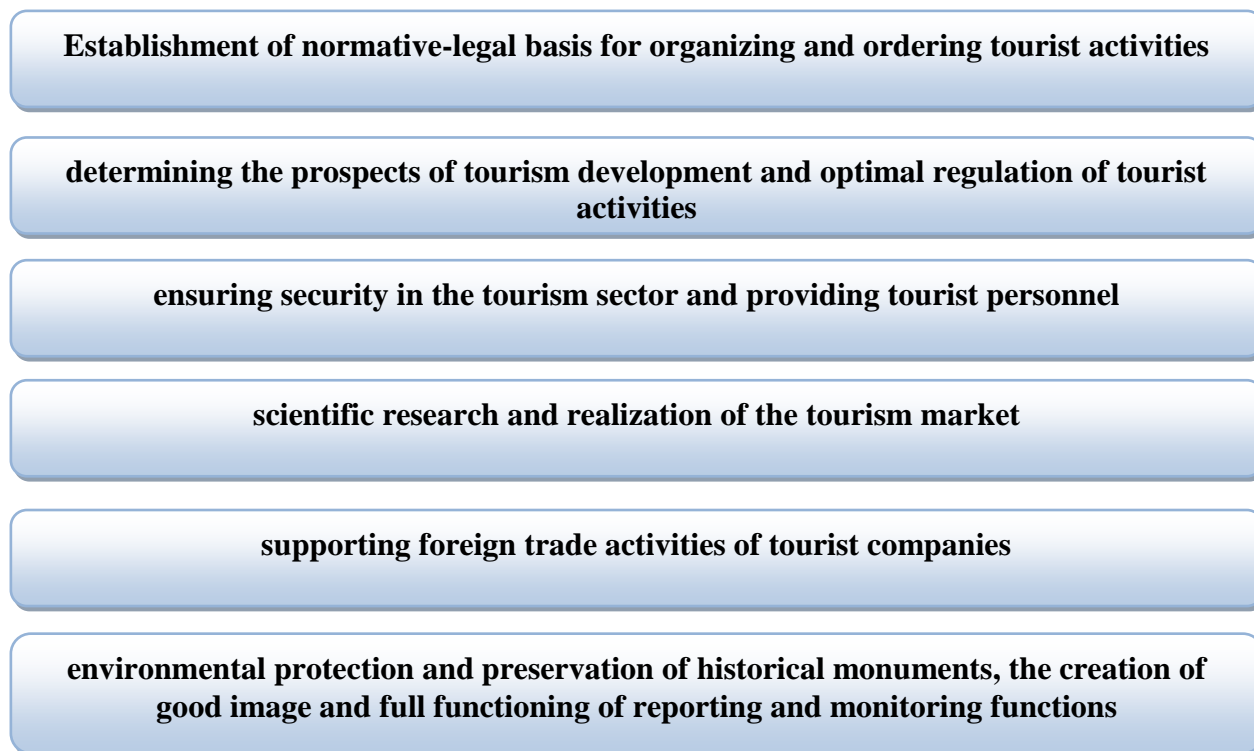 Establishment of normative-legal basis for organizing and ordering tourist activities
determining the prospects of tourism development and optimal regulation of tourist
activities
ensuring security in the tourism sector and providing tourist personnel
scientific research and realization of the tourism market
supporting foreign trade activities of tourist companies
environmental protection and preservation of historical monuments, the creation of
good image and full functioning of reporting and monitoring functions